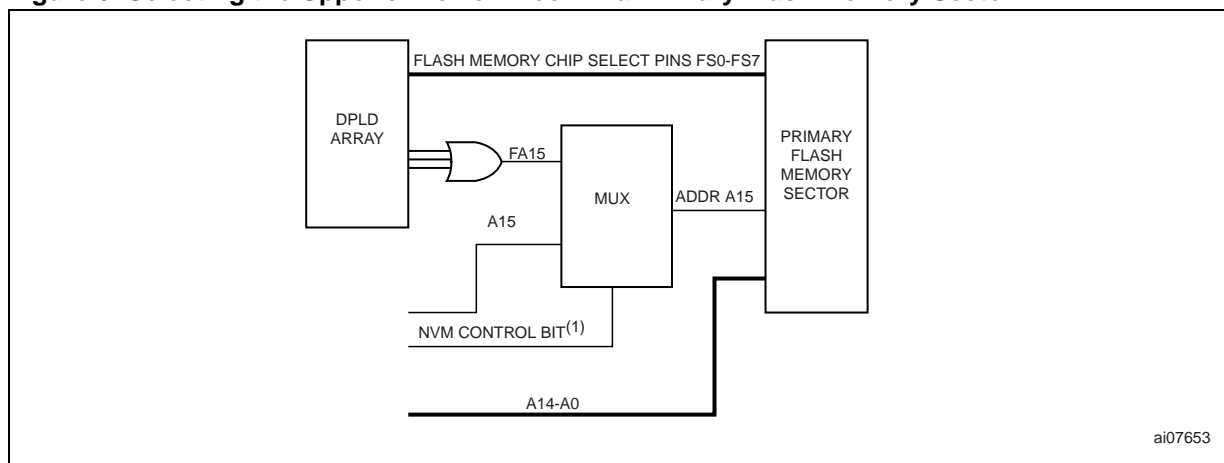 FLASH MEMORY CHIP SELECT PINS FS0-FS7
DPLD
ARRAY
FA15
MUX
ADDR A15
PRIMARY
FLASH
MEMORY
SECTOR
A15
NVM CONTROL BIT(1)
A14-A0
ai07653